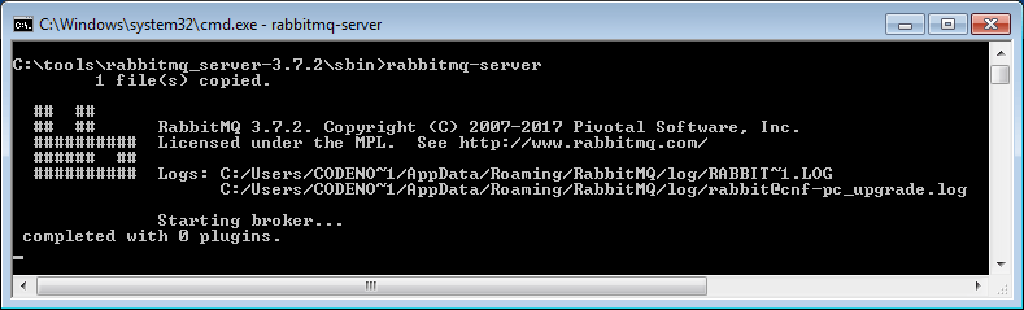 C:\Windows\system32\cmd.exe - rabbitmq-server
C:\tools\rabbitmq_server-3.7.2\sbin>rabbitmq-server
        1 file(s) copied.
  ##  ##
  ##  ##      RabbitMQ 3.7.2. Copyright (C) 2007-2017 Pivotal Software, Inc.
  ##########  Licensed under the MPL.  See http://www.rabbitmq.com/
  ######  ##
  ##########  Logs: C:/Users/CODENO~1/AppData/Roaming/RabbitMQ/log/RABBIT~1.LOG
                    C:/Users/CODENO~1/AppData/Roaming/RabbitMQ/log/rabbit@cnf-pc_upgrade.log
              Starting broker...
 completed with 0 plugins.